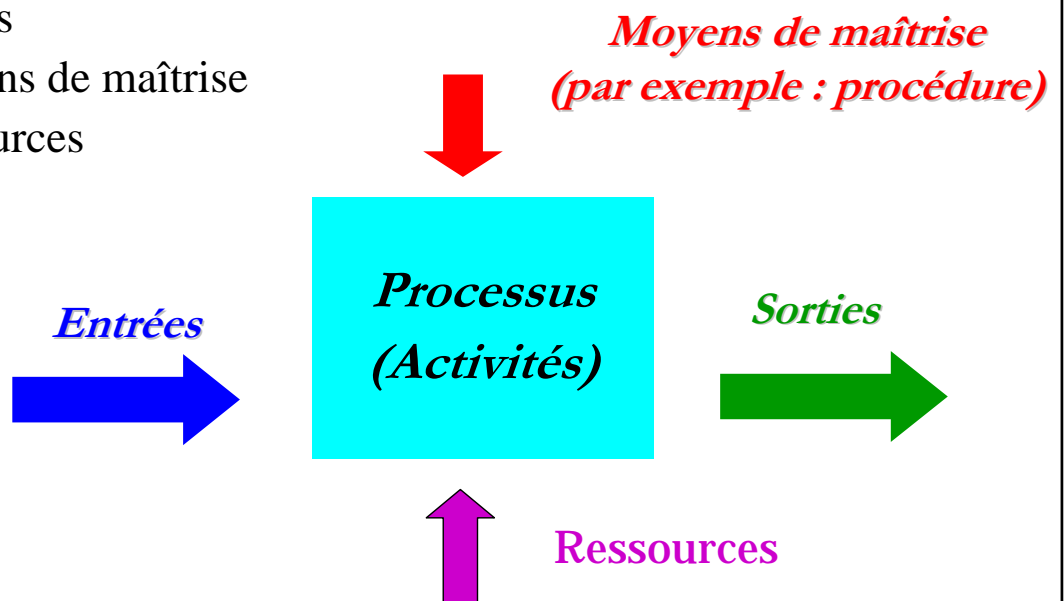 s
ns de maîtrise
urces
Moyens de maîtrise
(par exemple : procédure)
Processus
(Activités)
Entrées
Sorties
Ressources